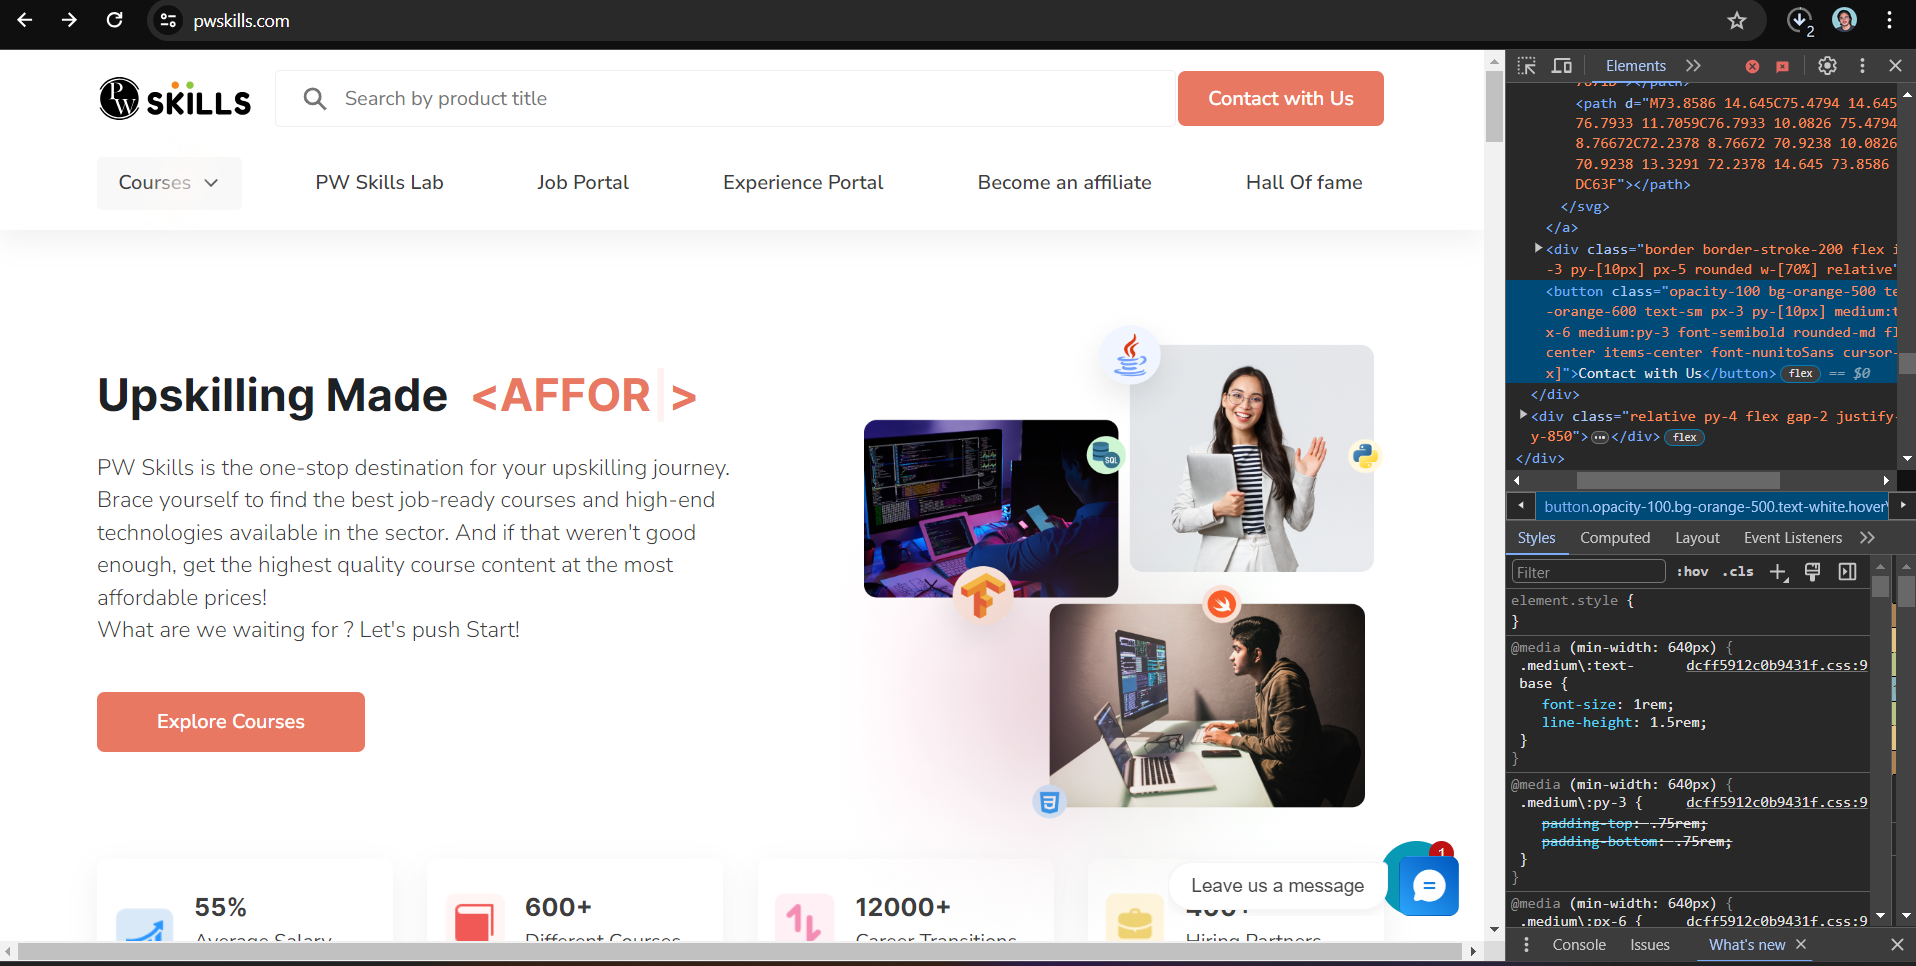 pwskills.com
2
PW SKILLS
Search by product title
Contact with Us
Courses
PW Skills Lab
Job Portal
Experience Portal
Become an affiliate
Hall Of fame
Upskilling Made <AFFOR >
PW Skills is the one-stop destination for your upskilling journey.
Brace yourself to find the best job-ready courses and high-end
technologies available in the sector. And if that weren't good
enough, get the highest quality course content at the most
affordable prices!
What are we waiting for ? Let's push Start!
Explore Courses
SQL
55%
Average Salary
600+
Different Courses
12000+
Career Transitions
400+
Hiring Partners
Leave us a message
1
Elements
<path d="M73.8586 14.645C75.4794 14.645
76.7933 11.7059C76.7933 10.0826 75.4794
8.76672C72.2378 8.76672 70.9238 10.0826
70.9238 13.3291 72.2378 14.645 73.8586
DC63F"></path>
</svg>
</a>
<div class="border border-stroke-200 flex i
-3 py-[10px] px-5 rounded w-[70%] relative"
<button class="opacity-100 bg-orange-500 te
-orange-600 text-sm px-3 py-[10px] medium:t
x-6 medium:py-3 font-semibold rounded-md fl
center items-center font-nunitoSans cursor-
x]">Contact with Us</button> flex == $0
</div>
<div class="relative py-4 flex gap-2 justify-
y-850"> ⋯ </div> flex
</div>
button.opacity-100.bg-orange-500.text-white.hover\
Styles
Computed
Layout
Event Listeners
Filter
:hov
.cls
element.style {
}
@media (min-width: 640px) {
.medium\:text- dcff5912c0b9431f.css:9
base {
font-size: 1rem;
line-height: 1.5rem;
}
}
@media (min-width: 640px) {
.medium\:py-3 { dcff5912c0b9431f.css:9
padding-top: .75rem;
padding-bottom: .75rem;
}
}
@media (min-width: 640px) {
.medium\:px-6 { dcff5912c0b9431f.css:9
Console
Issues
What's new